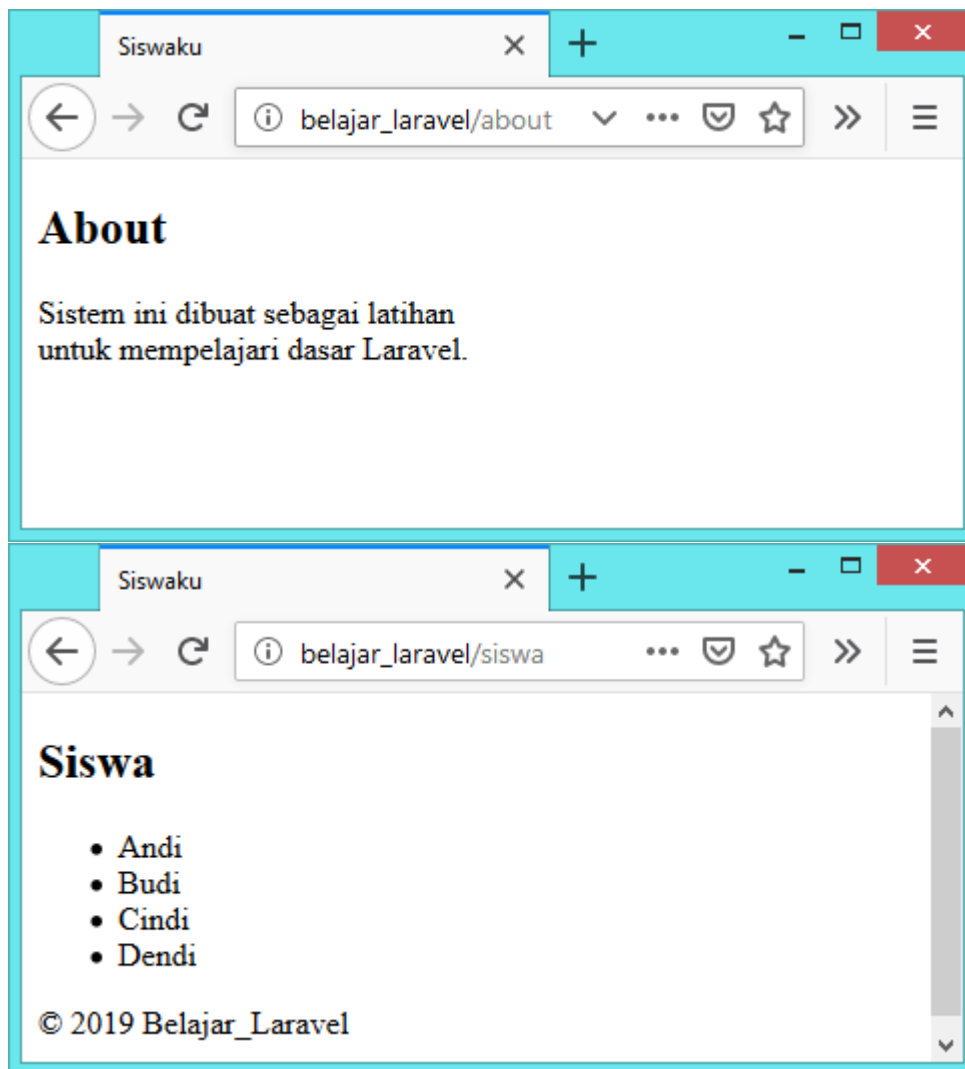 Siswaku
belajar_laravel/about
About
Sistem ini dibuat sebagai latihan
untuk mempelajari dasar Laravel.
Siswaku
belajar_laravel/siswa
Siswa
• Andi
• Budi
• Cindi
• Dendi
© 2019 Belajar_Laravel